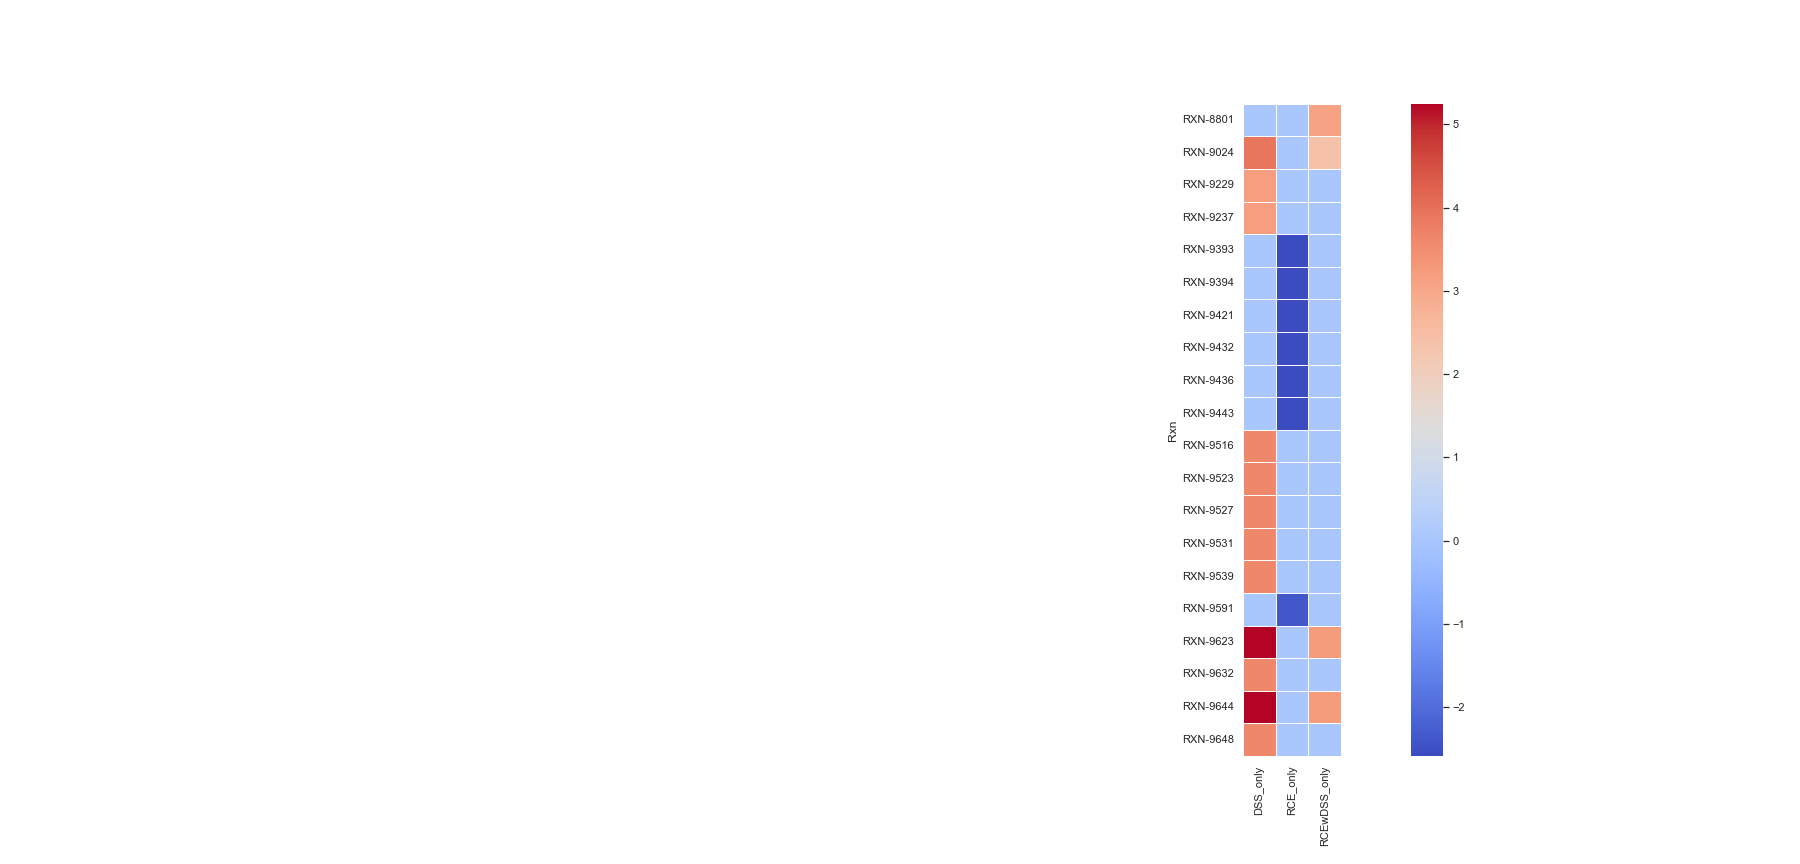 RXN-8801
RXN-9024
RXN-9229
RXN-9237
RXN-9393
RXN-9394
RXN-9421
RXN-9432
RXN-9436
RXN-9443
RXN-9516
RXN-9523
RXN-9527
RXN-9531
RXN-9539
RXN-9591
RXN-9623
RXN-9632
RXN-9644
RXN-9648
Rxn
DSS_only
RCE_only
RCEwDSS_only
5
4
3
2
1
0
−1
−2